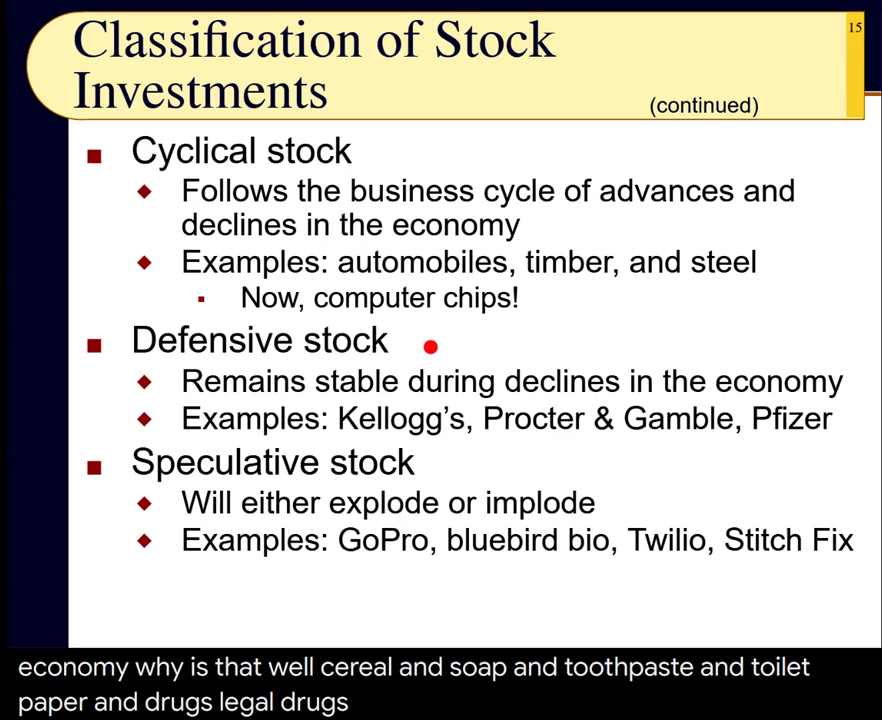 Classification of Stock
Investments
(continued)
15
Cyclical stock
Follows the business cycle of advances and
declines in the economy
Examples: automobiles, timber, and steel
Now, computer chips!
Defensive stock
Remains stable during declines in the economy
Examples: Kellogg’s, Procter & Gamble, Pfizer
Speculative stock
Will either explode or implode
Examples: GoPro, bluebird bio, Twilio, Stitch Fix
economy why is that well cereal and soap and toothpaste and toilet
paper and drugs legal drugs